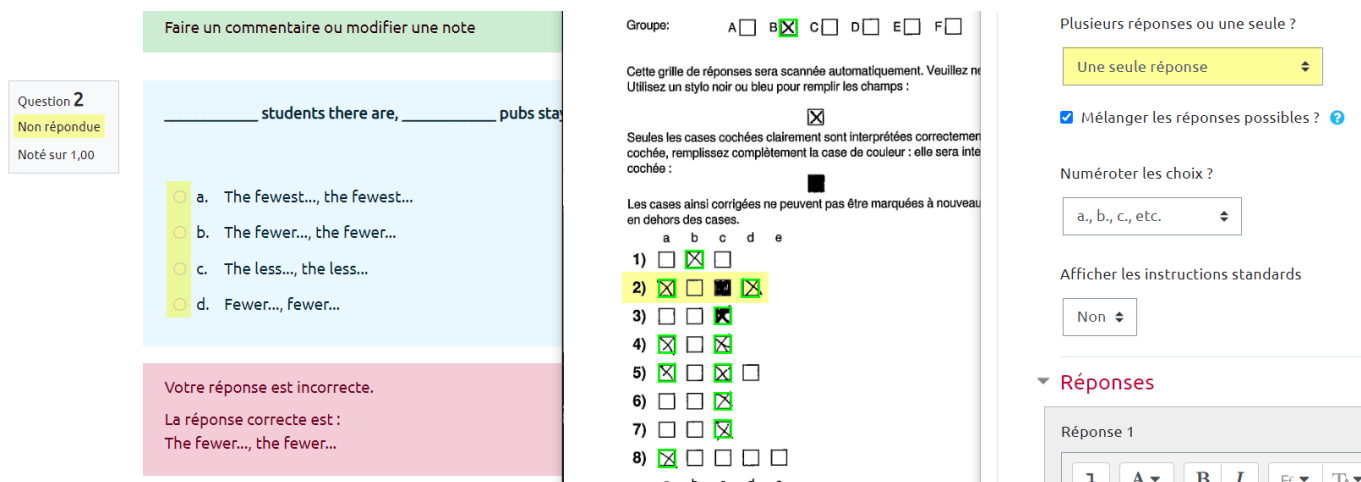 Faire un commentaire ou modifier une note
Question 2
Non répondue
Noté sur 1,00
____________ students there are, ____________ pubs stay
a. The fewest..., the fewest...
b. The fewer..., the fewer...
c. The less..., the less...
d. Fewer..., fewer...
Votre réponse est incorrecte.
La réponse correcte est :
The fewer..., the fewer...
Groupe: A B C D E F
Cette grille de réponses sera scannée automatiquement. Veuillez ne
Utilisez un stylo noir ou bleu pour remplir les champs :
Seules les cases cochées clairement sont interprétées correctemen
cochée, remplissez complètement la case de couleur : elle sera inte
cochée :
Les cases ainsi corrigées ne peuvent pas être marquées à nouveau
en dehors des cases.
a b c d e
1)
2)
3)
4)
5)
6)
7)
8)
Plusieurs réponses ou une seule ?
Une seule réponse
Mélanger les réponses possibles ?
Numéroter les choix ?
a., b., c., etc.
Afficher les instructions standards
Non
Réponses
Réponse 1
A B I